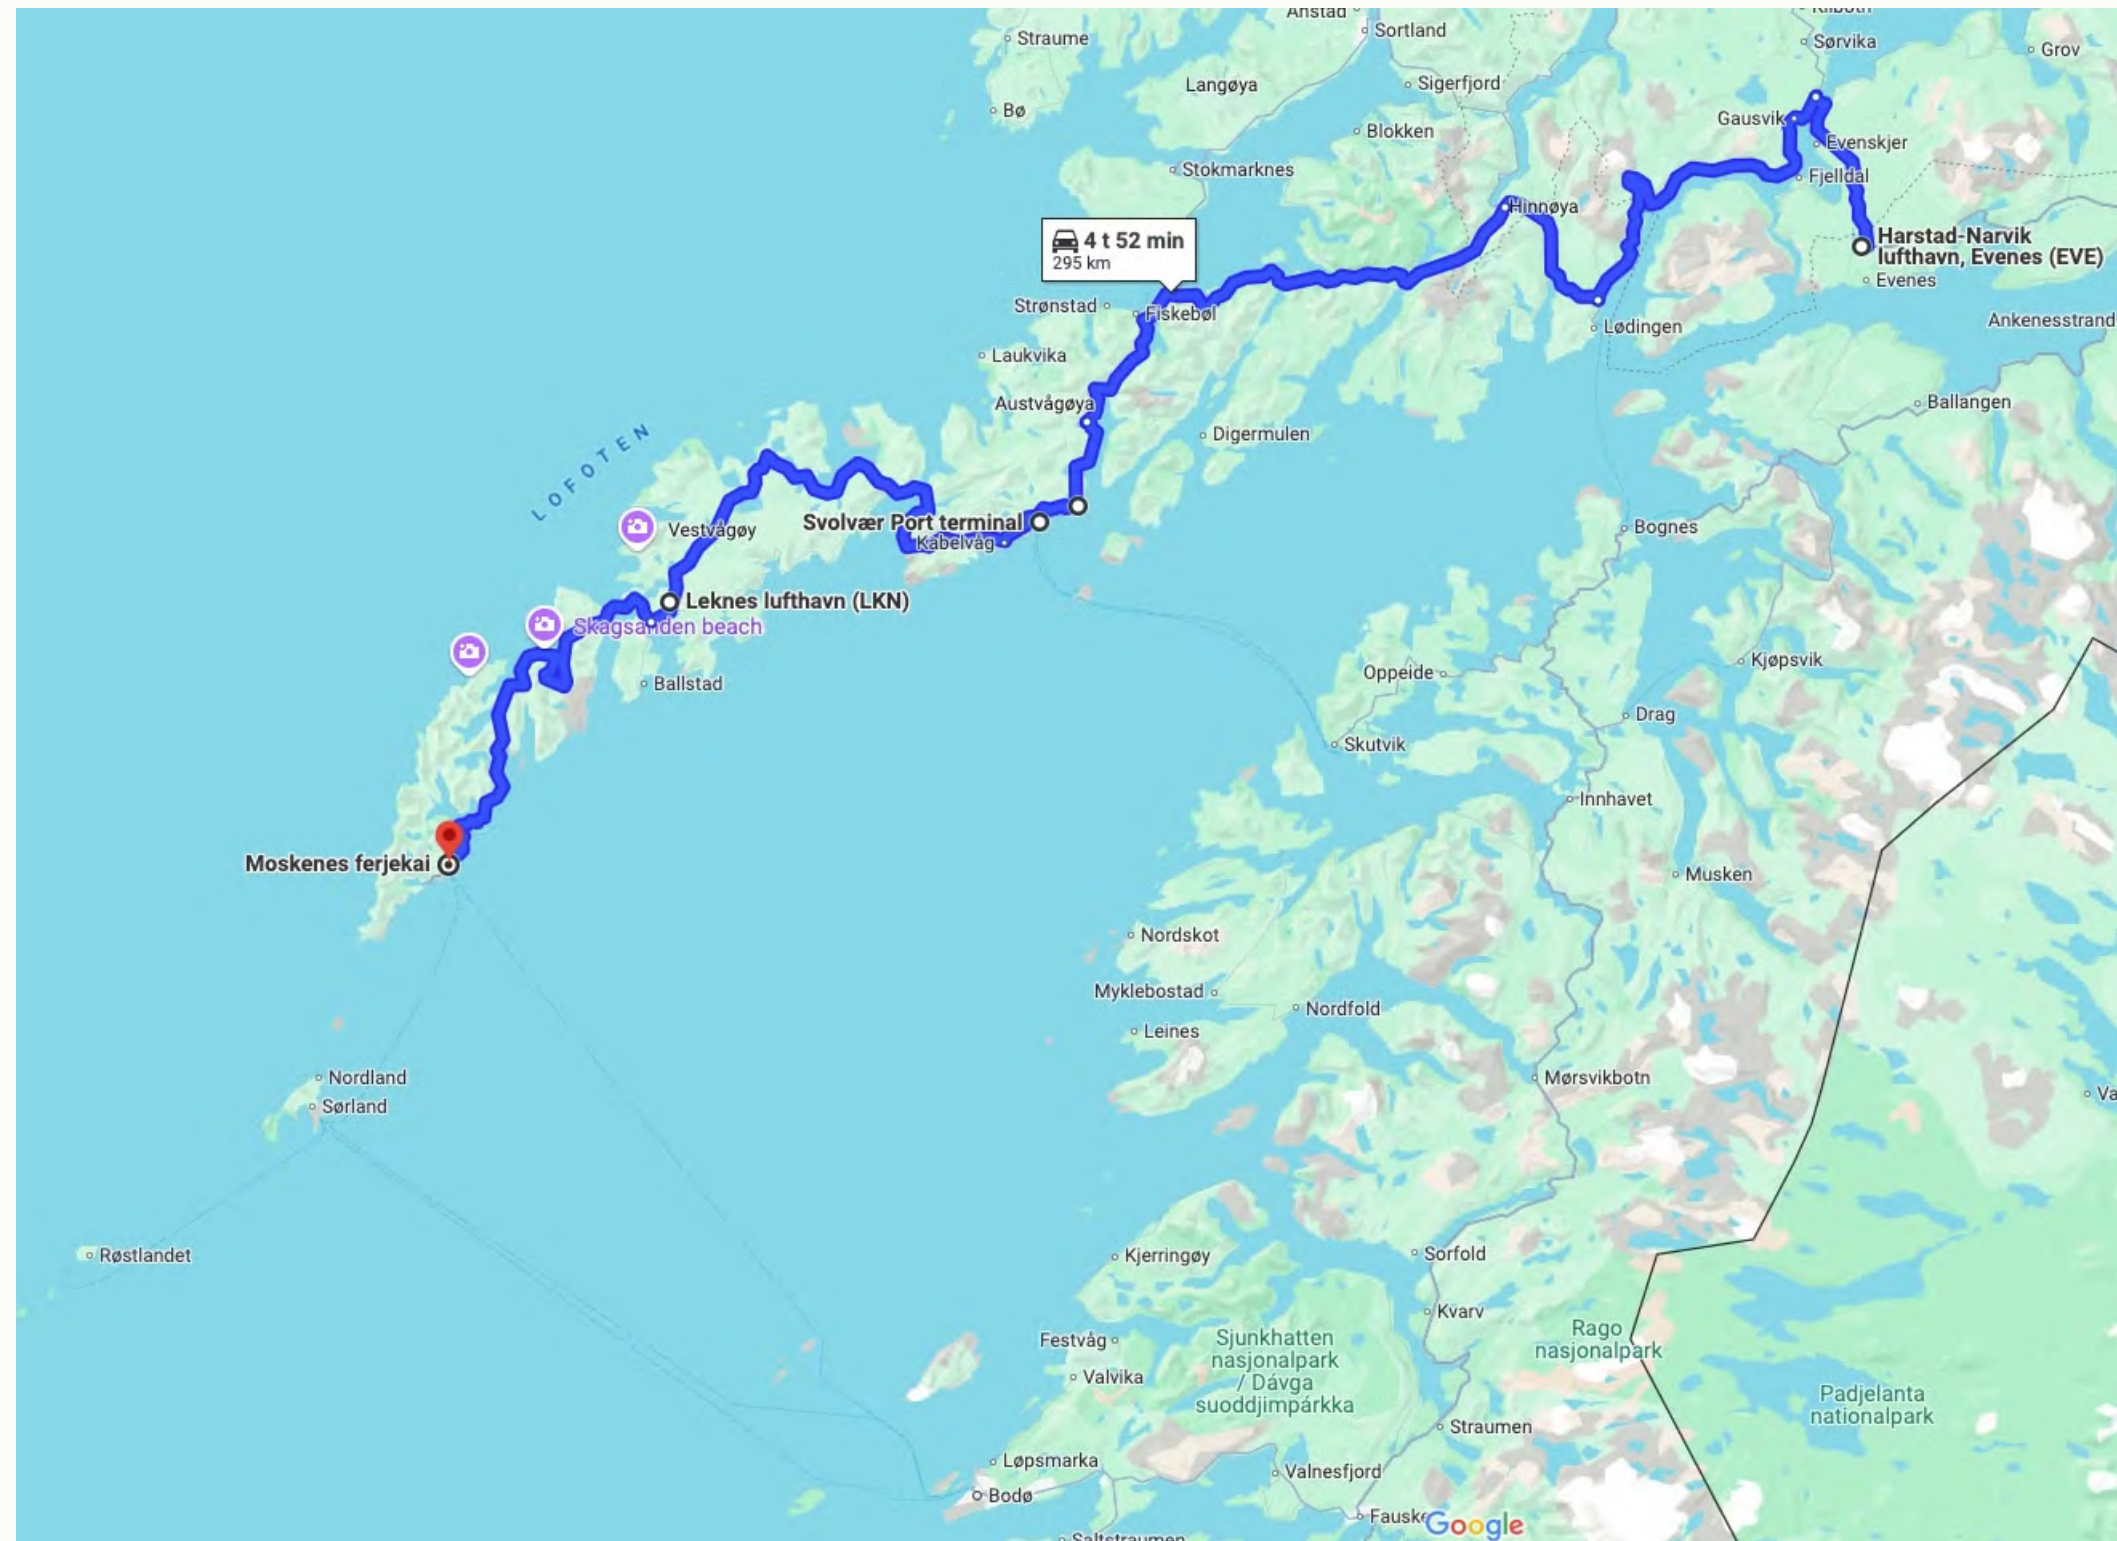 Anstad
Straume
Sortland
Sørvika
Grov
Langøya
Sigerfjord
Bø
Gausvik
Blokken
Evenskjer
Stokmarknes
Fjelldal
Hinnøya
4 t 52 min
295 km
Harstad-Narvik
lufthavn, Evenes (EVE)
Evenes
Strønstad
Fiskebøl
Ankenesstrand
Lødingen
Laukvika
Austvågøya
Ballangen
Digermulen
LOFOTEN
Svolvær Port terminal
Vestvågøy
Kabelvåg
Bognes
Leknes lufthavn (LKN)
Skagsanden beach
Kjøpsvik
Oppeide
Ballstad
Drag
Skutvik
Innhavet
Moskenes ferjekai
Musken
Nordskot
Myklebostad
Nordfold
Leines
Nordland
Mørsvikbotn
Va
Sørland
Røstlandet
Kjerringøy
Sorfold
Kvarv
Festvåg
Sjunkhatten
nasjonalpark
/ Dávga
suoddjimpárkka
Rago
nasjonalpark
Valvika
Padjelanta
nationalpark
Straumen
Løpsmarka
Valnesfjord
Bodø
Fauske
Google
Saltstraumen